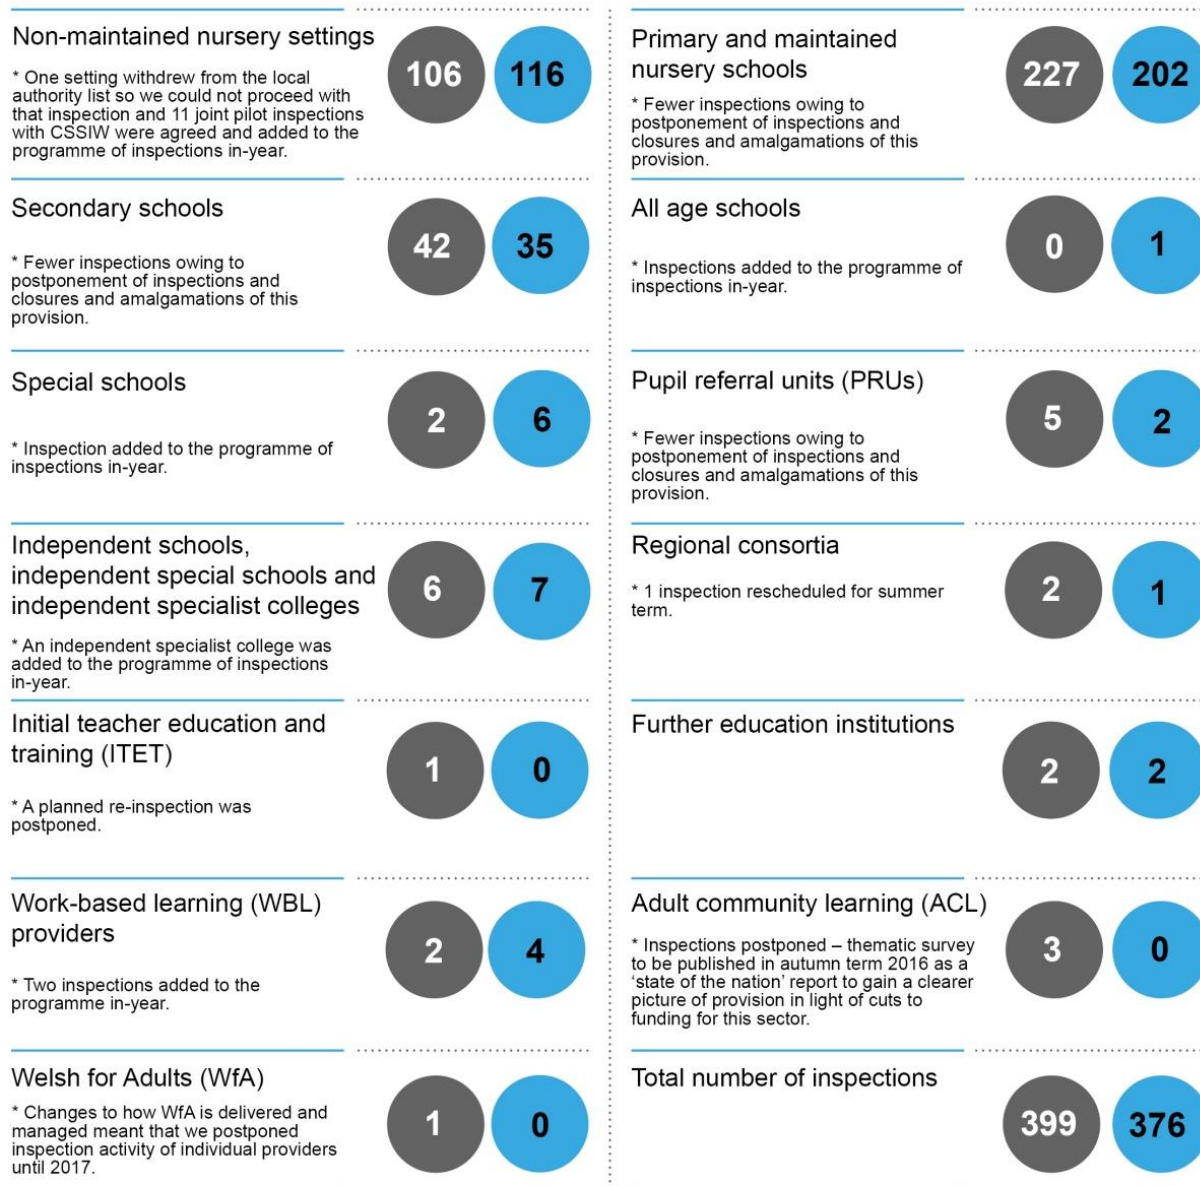 Non-maintained nursery settings
* One setting withdrew from the local
authority list so we could not proceed with
that inspection and 11 joint pilot inspections
with CSSIW were agreed and added to the
programme of inspections in-year.
106 116
Primary and maintained
nursery schools
* Fewer inspections owing to
postponement of inspections and
closures and amalgamations of this
provision.
227 202
Secondary schools
* Fewer inspections owing to
postponement of inspections and
closures and amalgamations of this
provision.
42 35
All age schools
* Inspections added to the programme of
inspections in-year.
0 1
Special schools
* Inspection added to the programme of
inspections in-year.
2 6
Pupil referral units (PRUs)
* Fewer inspections owing to
postponement of inspections and
closures and amalgamations of this
provision.
5 2
Independent schools,
independent special schools and
independent specialist colleges
* An independent specialist college was
added to the programme of inspections
in-year.
6 7
Regional consortia
* 1 inspection rescheduled for summer
term.
2 1
Initial teacher education and
training (ITET)
* A planned re-inspection was
postponed.
1 0
Further education institutions
2 2
Work-based learning (WBL)
providers
* Two inspections added to the
programme in-year.
2 4
Adult community learning (ACL)
* Inspections postponed – thematic survey
to be published in autumn term 2016 as a
‘state of the nation’ report to gain a clearer
picture of provision in light of cuts to
funding for this sector.
3 0
Welsh for Adults (WfA)
* Changes to how WfA is delivered and
managed meant that we postponed
inspection activity of individual providers
until 2017.
1 0
Total number of inspections
399 376